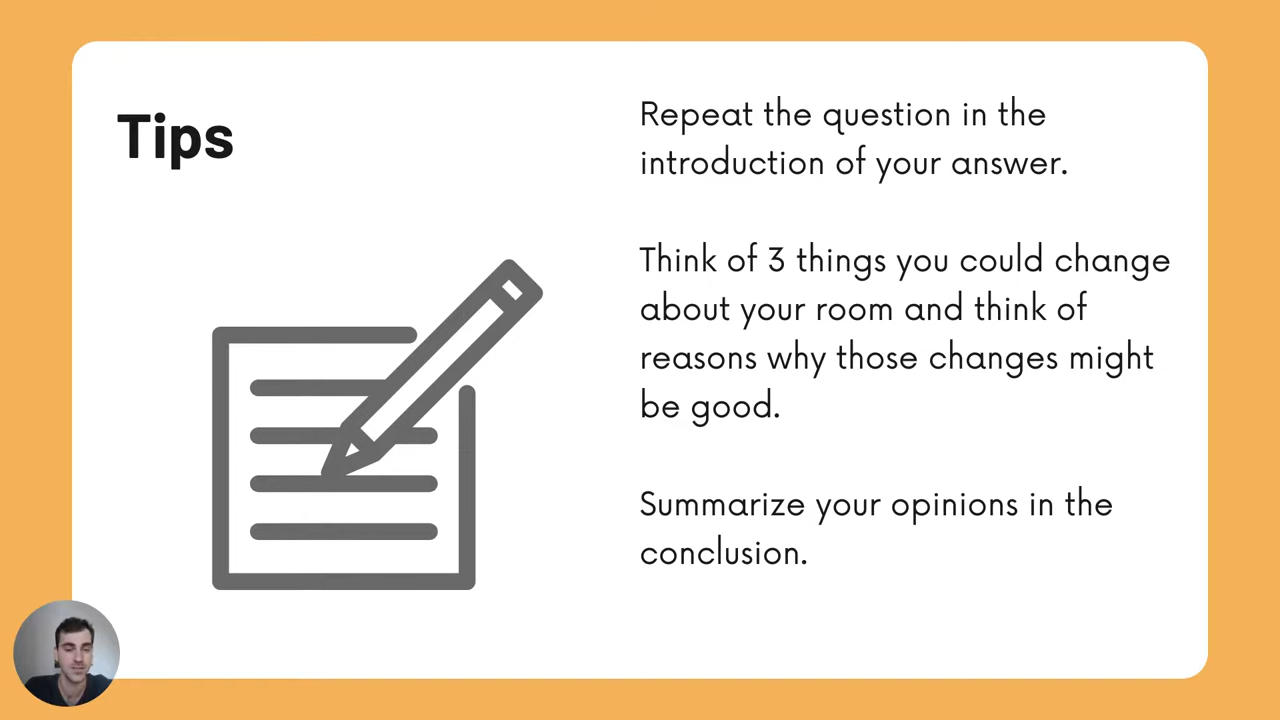 Tips
Repeat the question in the
introduction of your answer.
Think of 3 things you could change
about your room and think of
reasons why those changes might
be good.
Summarize your opinions in the
conclusion.